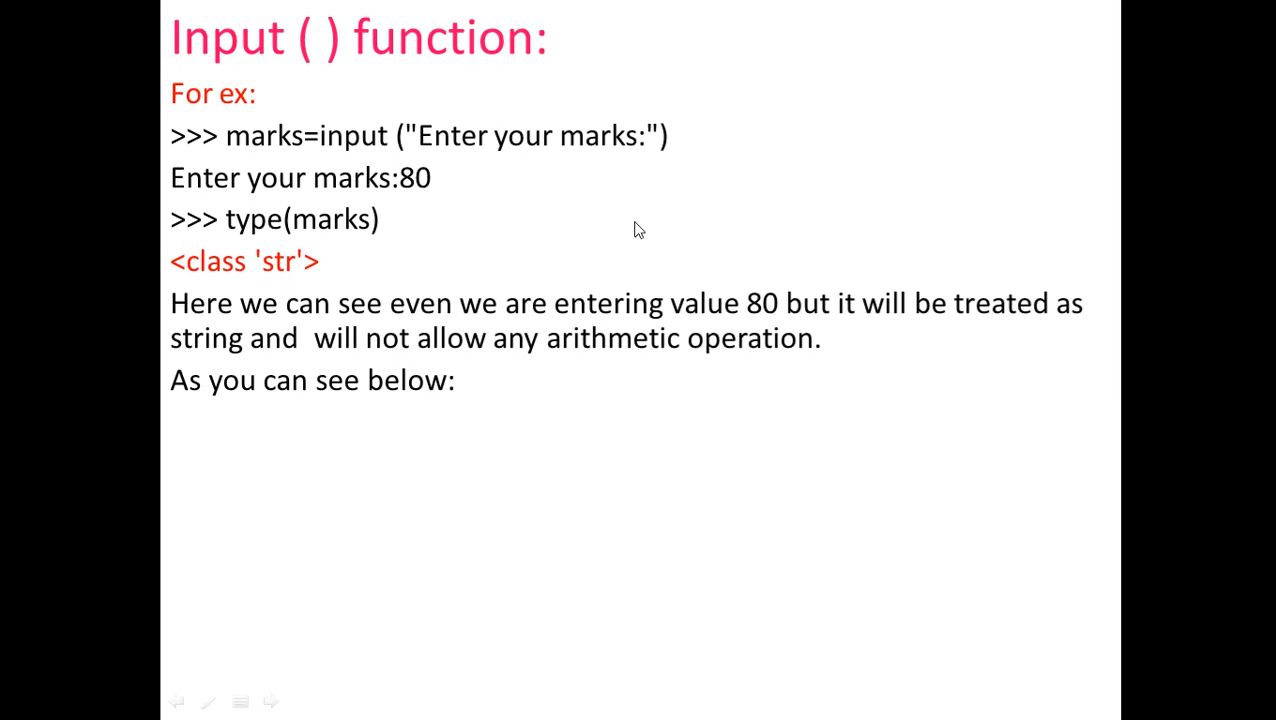 Input ( ) function:
For ex:
>>> marks=input ("Enter your marks:")
Enter your marks:80
>>> type(marks)
<class 'str'>
Here we can see even we are entering value 80 but it will be treated as
string and  will not allow any arithmetic operation.
As you can see below: